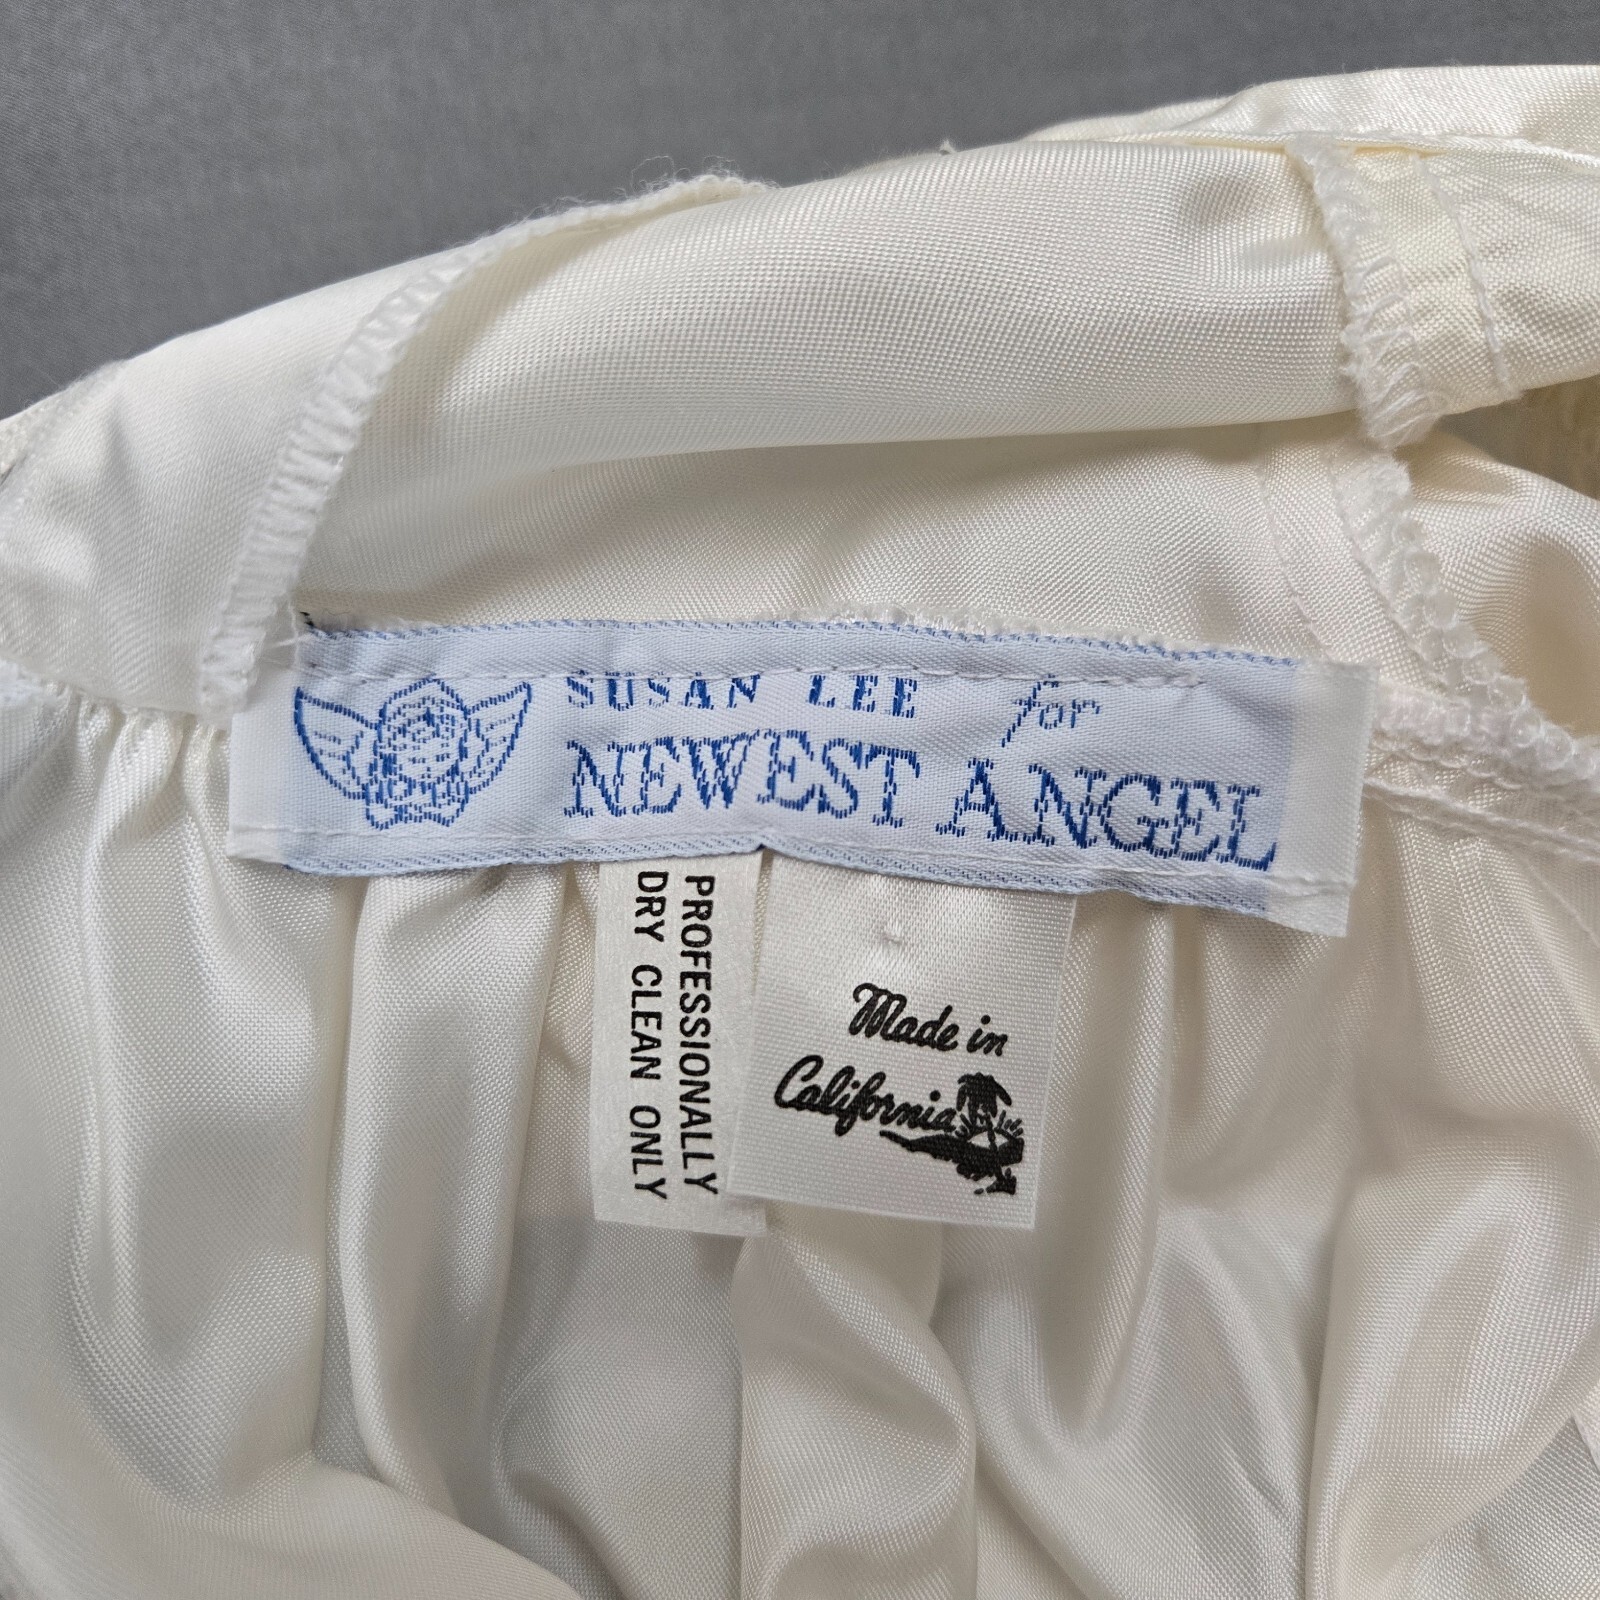 SUSAN LEE for
NEWEST ANGEL
PROFESSIONALLY
DRY CLEAN ONLY
Made in
California